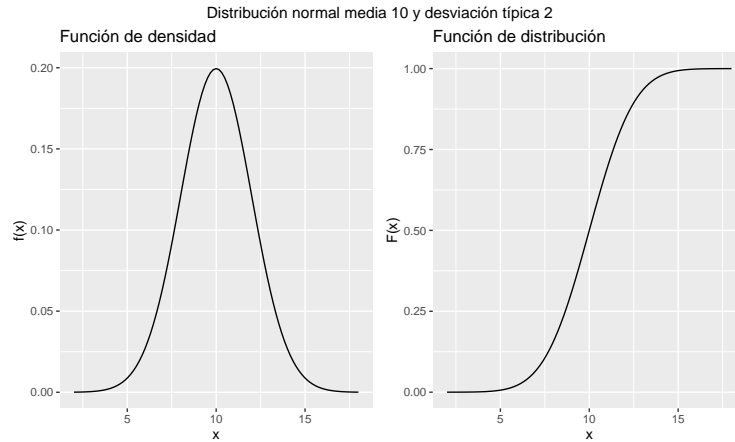 Distribución normal media 10 y desviación típica 2
Función de densidad
0.20
0.15
0.10
0.05
0.00
f(x)
5
10
15
x
Función de distribución
1.00
0.75
0.50
0.25
0.00
F(x)
5
10
15
x